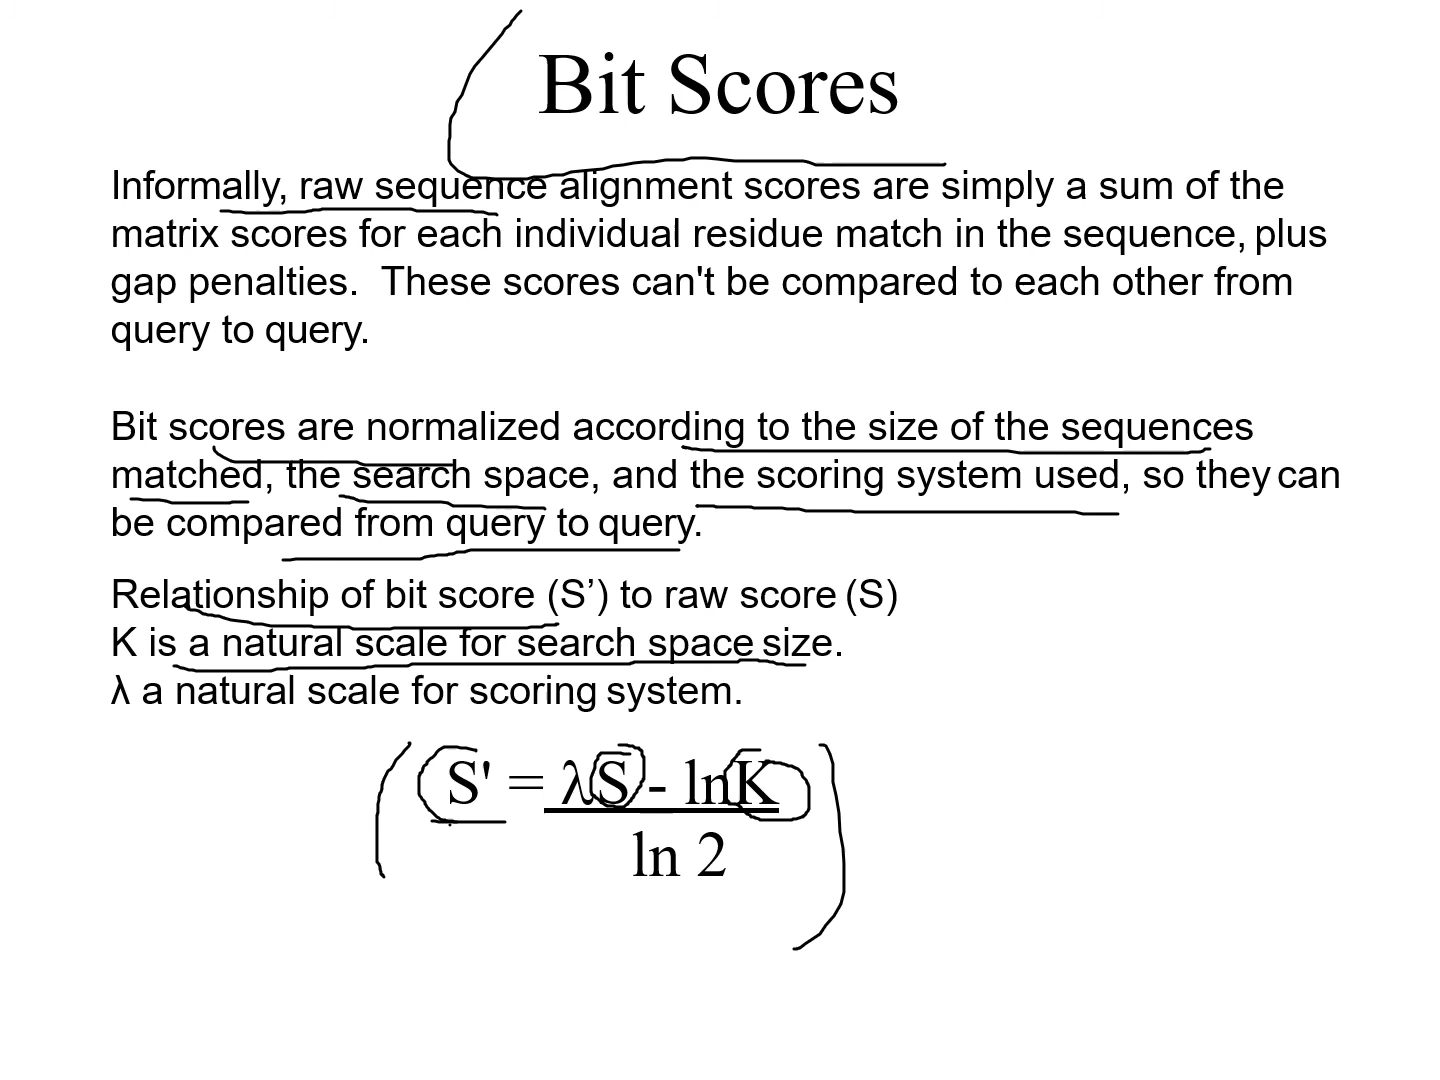 Bit Scores
Informally, raw sequence alignment scores are simply a sum of the
matrix scores for each individual residue match in the sequence, plus
gap penalties.  These scores can't be compared to each other from
query to query.
Bit scores are normalized according to the size of the sequences
matched, the search space, and the scoring system used, so they can
be compared from query to query.
Relationship of bit score (S’) to raw score (S)
K is a natural scale for search space size.
λ a natural scale for scoring system.
S' = λS - lnK
ln 2